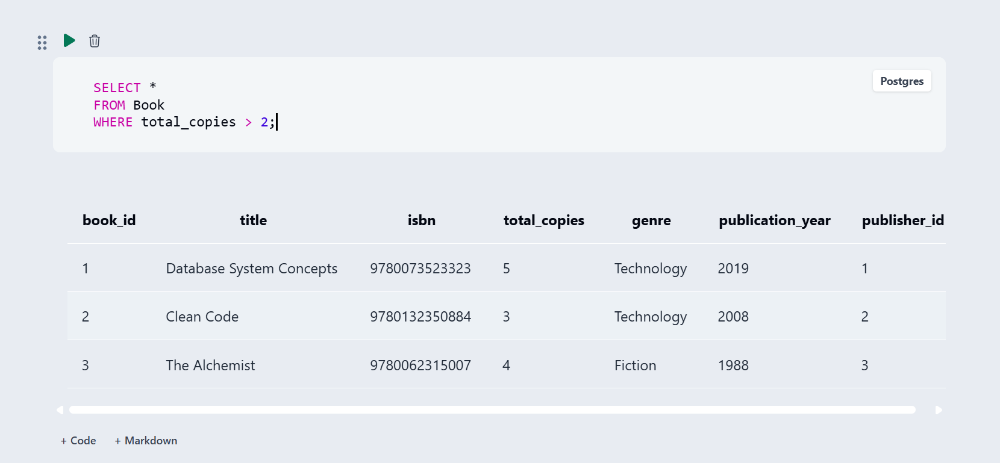 Postgres
SELECT *
FROM Book
WHERE total_copies > 2;
book_id title isbn total_copies genre publication_year publisher_id
1 Database System Concepts 9780073523323 5 Technology 2019 1
2 Clean Code 9780132350884 3 Technology 2008 2
3 The Alchemist 9780062315007 4 Fiction 1988 3
+ Code + Markdown